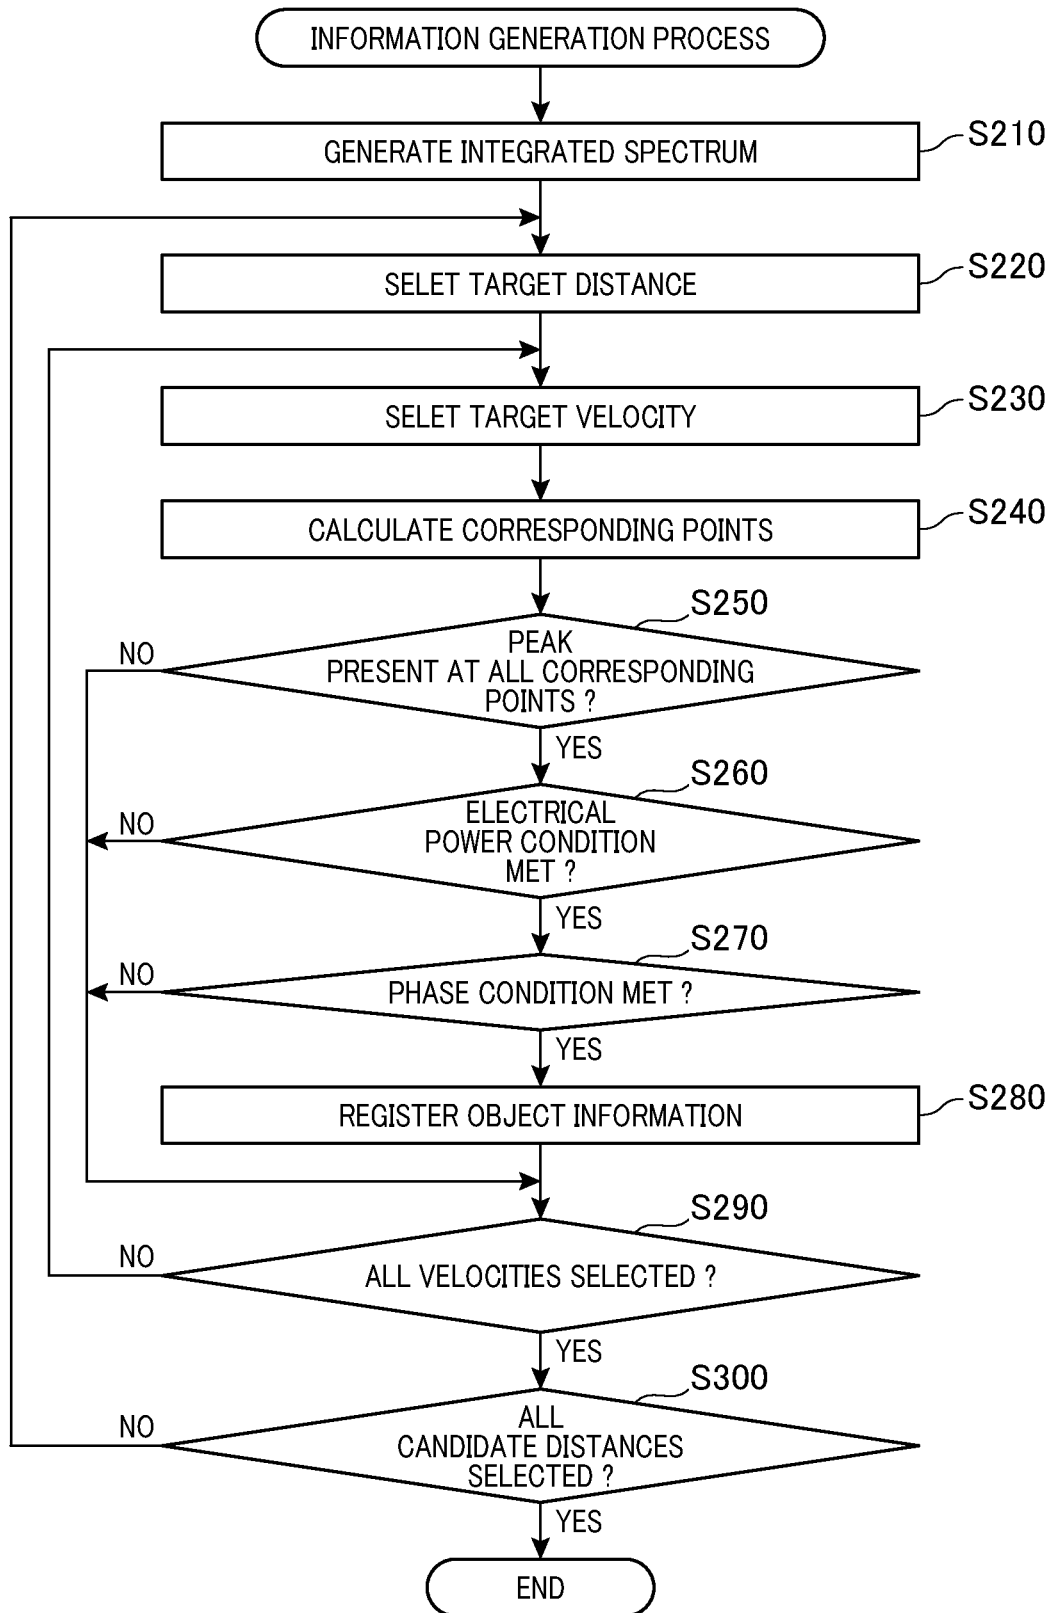 INFORMATION GENERATION PROCESS
GENERATE INTEGRATED SPECTRUM
S210
SELET TARGET DISTANCE
S220
SELET TARGET VELOCITY
S230
CALCULATE CORRESPONDING POINTS
S240
S250
PEAK
PRESENT AT ALL CORRESPONDING
POINTS ?
NO
YES
S260
ELECTRICAL
POWER CONDITION
MET ?
NO
YES
S270
PHASE CONDITION MET ?
NO
YES
REGISTER OBJECT INFORMATION
S280
S290
ALL VELOCITIES SELECTED ?
NO
YES
S300
ALL
CANDIDATE DISTANCES
SELECTED ?
NO
YES
END